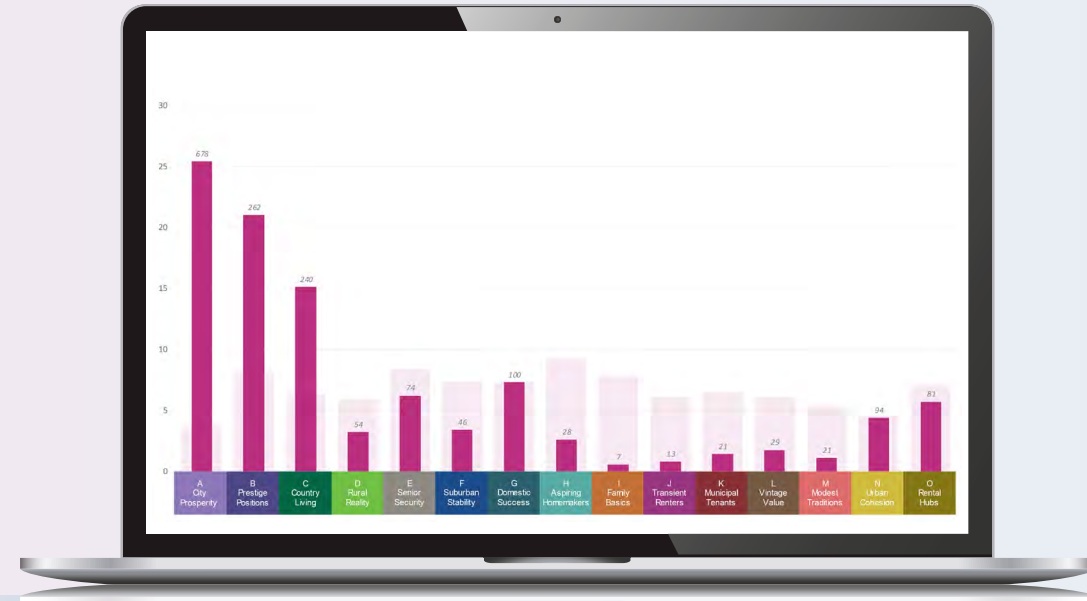 30
678
25
262
20
240
15
10
100
74
81
94
54
46
5
28
29
21
21
13
7
0
A
City
Prosperity
B
Prestige
Positions
C
Country
Living
D
Rural
Reality
E
Senior
Security
F
Suburban
Stability
G
Domestic
Success
H
Aspiring
Homemakers
I
Family
Basics
J
Transient
Renters
K
Municipal
Tenants
L
Vintage
Value
M
Modest
Traditions
N
Urban
Cohesion
O
Rental
Hubs